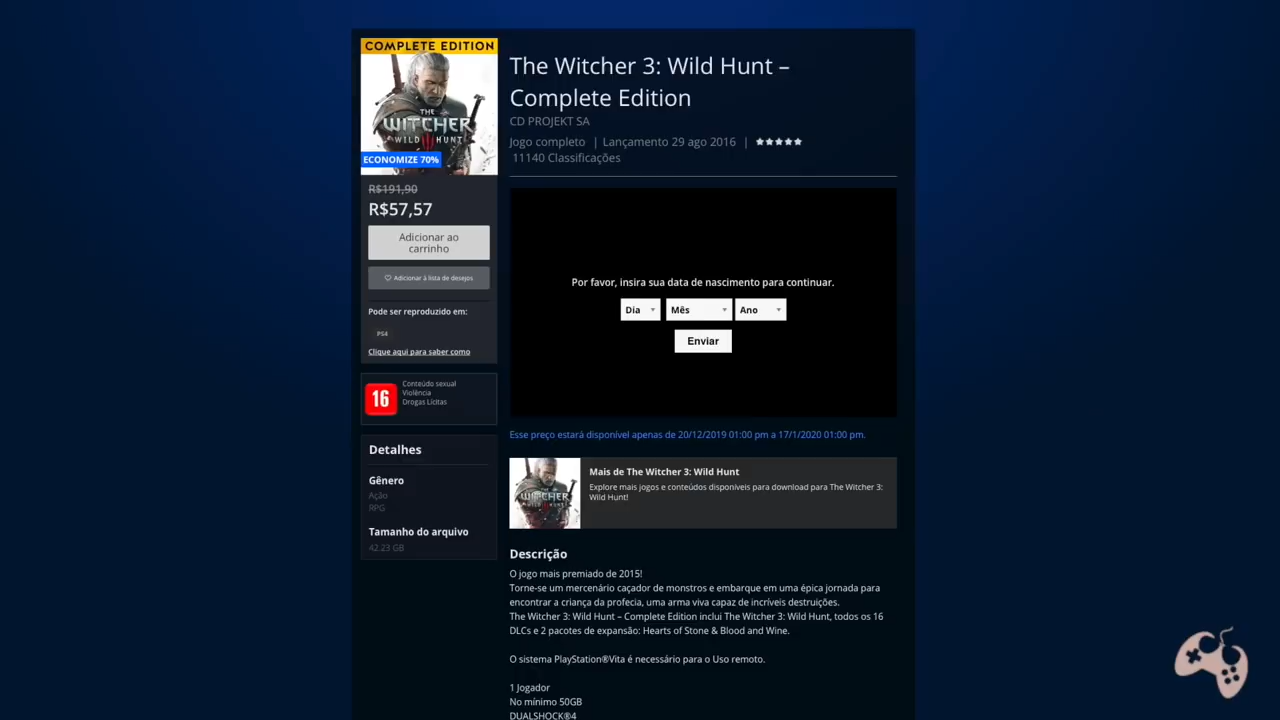 COMPLETE EDITION
THE
WITCHER
WILD HUNT
ECONOMIZE 70%
R$191,90
R$57,57
Adicionar ao
carrinho
Adicionar à lista de desejos
Pode ser reproduzido em:
PS4
Clique aqui para saber como
16
Conteúdo sexual
Violência
Drogas Lícitas
Detalhes
Gênero
Ação
RPG
Tamanho do arquivo
42.23 GB
The Witcher 3: Wild Hunt –
Complete Edition
CD PROJEKT SA
Jogo completo | Lançamento 29 ago 2016 | ★★★★★
11140 Classificações
Por favor, insira sua data de nascimento para continuar.
Dia Mês Ano
Enviar
Esse preço estará disponível apenas de 20/12/2019 01:00 pm a 17/1/2020 01:00 pm.
THE
WITCHER
WILD HUNT
Mais de The Witcher 3: Wild Hunt
Explore mais jogos e conteúdos disponíveis para download para The Witcher 3:
Wild Hunt!
Descrição
O jogo mais premiado de 2015!
Torne-se um mercenário caçador de monstros e embarque em uma épica jornada para
encontrar a criança da profecia, uma arma viva capaz de incríveis destruições.
The Witcher 3: Wild Hunt – Complete Edition inclui The Witcher 3: Wild Hunt, todos os 16
DLCs e 2 pacotes de expansão: Hearts of Stone & Blood and Wine.
O sistema PlayStation®Vita é necessário para o Uso remoto.
1 Jogador
No mínimo 50GB
DUALSHOCK®4